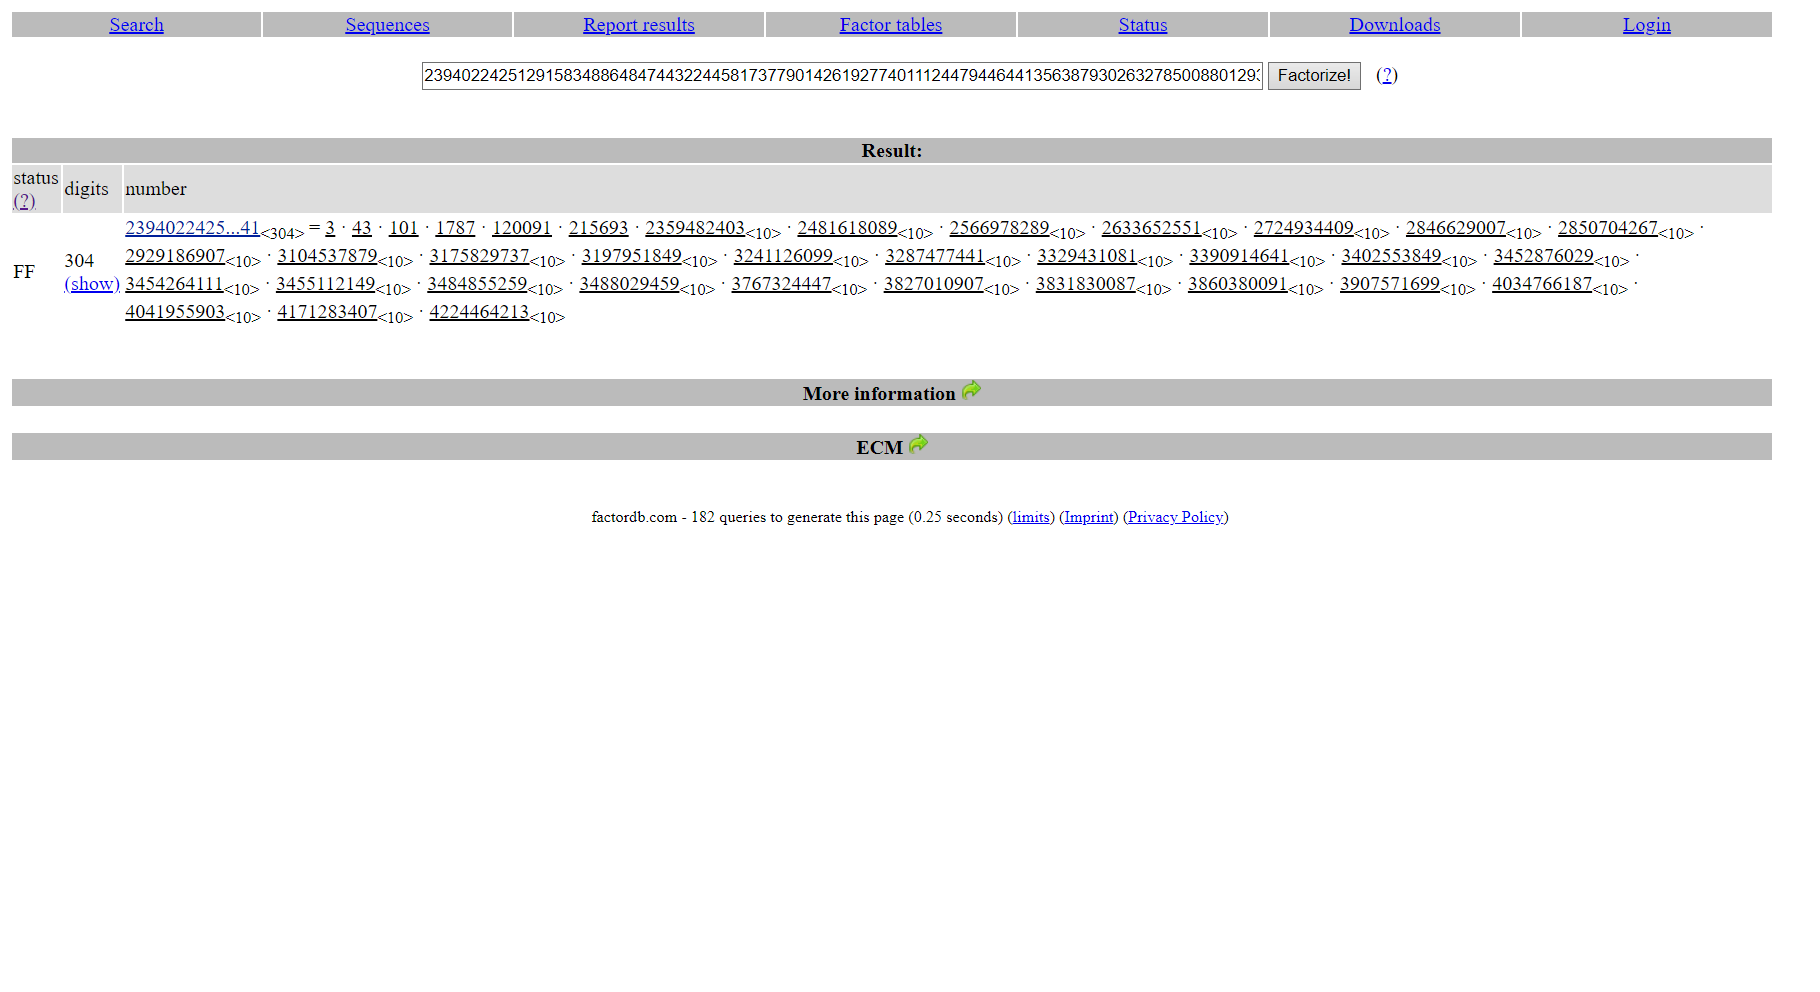 Search Sequences Report results Factor tables Status Downloads Login
2394022425129158348864847443224458173779014261927740111244794464413563879302632785008801293 Factorize! (?)
Result:
status (?) digits number
FF 304 (show) 2394022425...41<304> = 3 · 43 · 101 · 1787 · 120091 · 215693 · 2359482403<10> · 2481618089<10> · 2566978289<10> · 2633652551<10> · 2724934409<10> · 2846629007<10> · 2850704267<10> ·
2929186907<10> · 3104537879<10> · 3175829737<10> · 3197951849<10> · 3241126099<10> · 3287477441<10> · 3329431081<10> · 3390914641<10> · 3402553849<10> · 3452876029<10> ·
3454264111<10> · 3455112149<10> · 3484855259<10> · 3488029459<10> · 3767324447<10> · 3827010907<10> · 3831830087<10> · 3860380091<10> · 3907571699<10> · 4034766187<10> ·
4041955903<10> · 4171283407<10> · 4224464213<10>
More information
ECM
factordb.com - 182 queries to generate this page (0.25 seconds) (limits) (Imprint) (Privacy Policy)